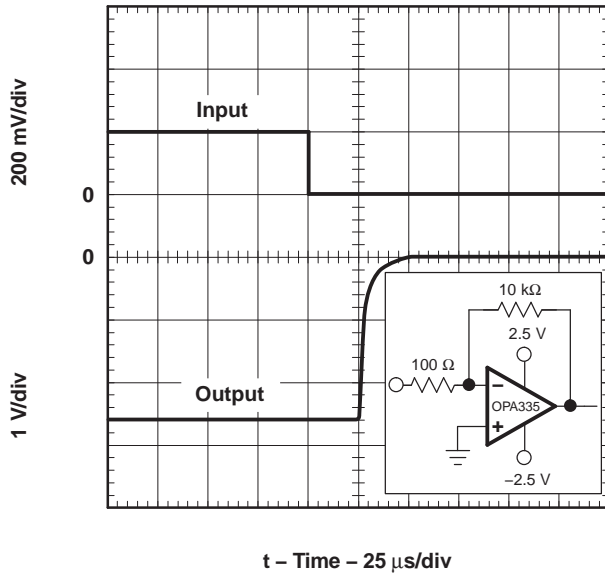 200 mV/div
Input
0
0
1 V/div
Output
10 kΩ
2.5 V
100 Ω
−
OPA335
+
−2.5 V
t – Time – 25 μs/div